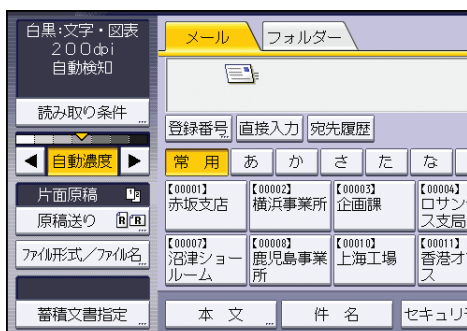 白黒:文字・図表
200dpi
自動検知
読み取り条件
自動濃度
片面原稿
原稿送り
ファイル形式/ファイル名
蓄積文書指定
メール
フォルダー
登録番号
直接入力
宛先履歴
常用
あ
か
さ
た
な
【00001】
赤坂支店
【00002】
横浜事業所
【00003】
企画課
【00004】
ロサン
ス支局
【00007】
沼津ショー
ルーム
【00008】
鹿児島事業
所
【00010】
上海工場
【00011】
香港オ
ス
本文
件名
セキュリ